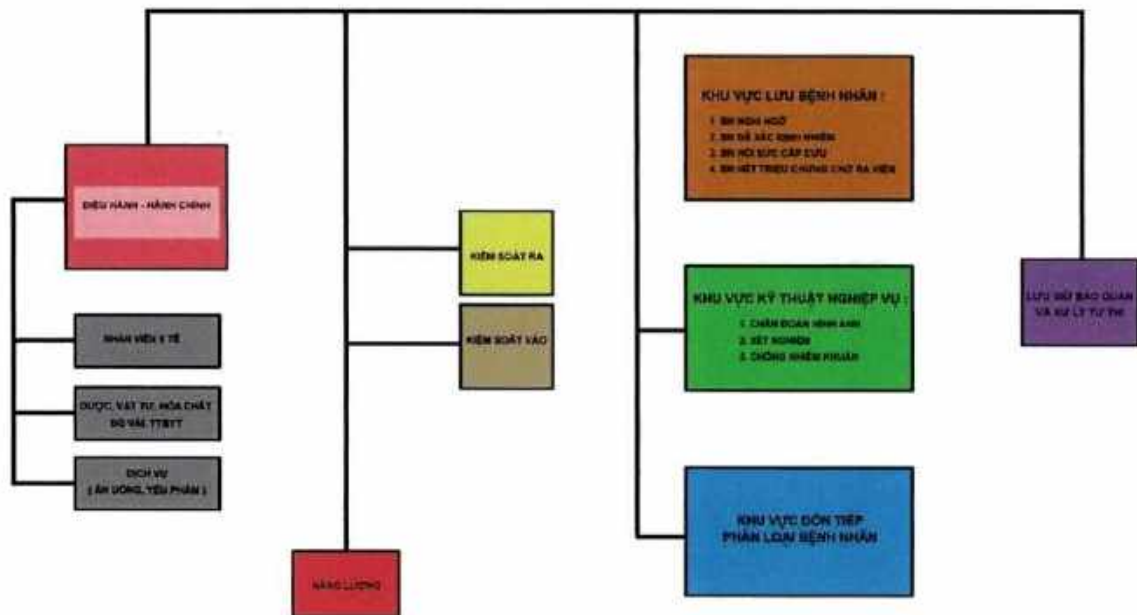 KHU VỰC LƯU BỆNH NHÂN :
1. BN NGHI NGỜ
2. BN ĐÃ XÁC ĐỊNH NHIỄM
3. BN HỒI SỨC CẤP CỨU
4. BN HẾT TRIỆU CHỨNG CHỜ RA VIỆN
ĐIỀU HÀNH - HÀNH CHÍNH
KIỂM SOÁT RA
KIỂM SOÁT VÀO
KHU VỰC KỸ THUẬT NGHIỆP VỤ :
1. CHẨN ĐOÁN HÌNH ẢNH
2. XÉT NGHIỆM
3. CHỐNG NHIỄM KHUẨN
LƯU GIỮ BẢO QUẢN
VÀ XỬ LÝ TỬ THI
NHÂN VIÊN Y TẾ
DƯỢC, VẬT TƯ, HÓA CHẤT
ĐỒ VẢI, TTBYT
DỊCH VỤ
( ĂN UỐNG, YẾU PHẨM )
KHU VỰC ĐÓN TIẾP
PHÂN LOẠI BỆNH NHÂN
NĂNG LƯỢNG